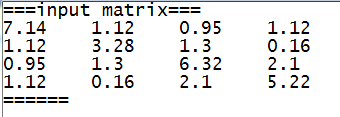 ===input matrix===
7.14 1.12 0.95 1.12
1.12 3.28 1.3 0.16
0.95 1.3 6.32 2.1
1.12 0.16 2.1 5.22
======